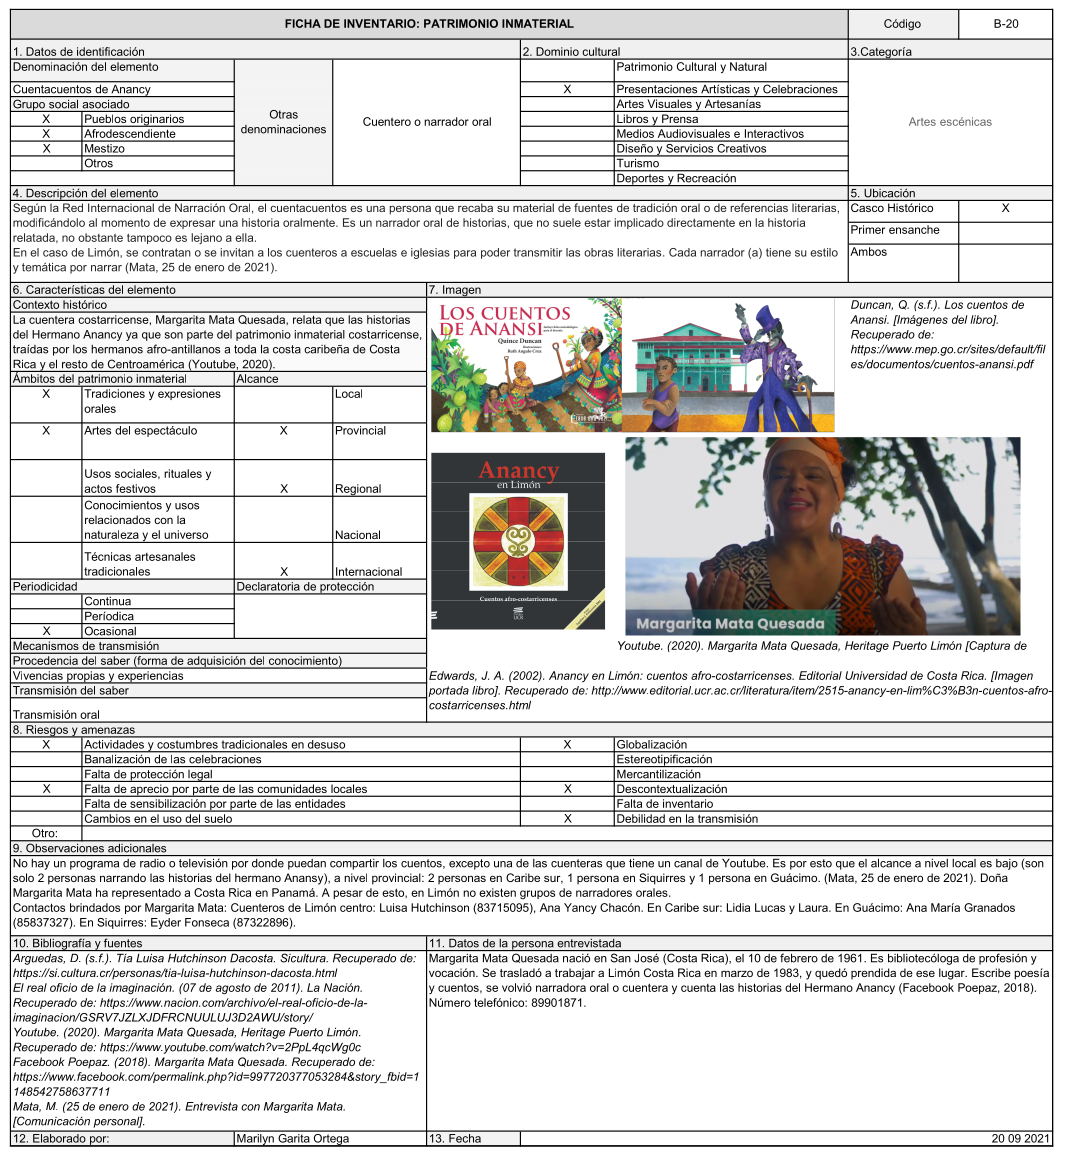 FICHA DE INVENTARIO: PATRIMONIO INMATERIAL
Código
B-20
1. Datos de identificación
2. Dominio cultural
3.Categoría
Denominación del elemento
Cuentacuentos de Anancy
Grupo social asociado
X Pueblos originarios
X Afrodescendiente
X Mestizo
Otros
Otras
denominaciones
Cuentero o narrador oral
Patrimonio Cultural y Natural
X Presentaciones Artísticas y Celebraciones
Artes Visuales y Artesanías
Libros y Prensa
Medios Audiovisuales e Interactivos
Diseño y Servicios Creativos
Turismo
Deportes y Recreación
Artes escénicas
4. Descripción del elemento
Según la Red Internacional de Narración Oral, el cuentacuentos es una persona que recaba su material de fuentes de tradición oral o de referencias literarias,
modificándolo al momento de expresar una historia oralmente. Es un narrador oral de historias, que no suele estar implicado directamente en la historia
relatada, no obstante tampoco es lejano a ella.
En el caso de Limón, se contratan o se invitan a los cuenteros a escuelas e iglesias para poder transmitir las obras literarias. Cada narrador (a) tiene su estilo
y temática por narrar (Mata, 25 de enero de 2021).
5. Ubicación
Casco Histórico X
Primer ensanche
Ambos
6. Características del elemento
Contexto histórico
La cuentera costarricense, Margarita Mata Quesada, relata que las historias
del Hermano Anancy ya que son parte del patrimonio inmaterial costarricense,
traídas por los hermanos afro-antillanos a toda la costa caribeña de Costa
Rica y el resto de Centroamérica (Youtube, 2020).
Ámbitos del patrimonio inmaterial
Alcance
X Tradiciones y expresiones
orales
Local
X Artes del espectáculo
X Provincial
Usos sociales, rituales y
actos festivos
X Regional
Conocimientos y usos
relacionados con la
naturaleza y el universo
Nacional
Técnicas artesanales
tradicionales
X Internacional
Periodicidad
Declaratoria de protección
Continua
Períodica
X Ocasional
Mecanismos de transmisión
Procedencia del saber (forma de adquisición del conocimiento)
Vivencias propias y experiencias
Transmisión del saber
Transmisión oral
7. Imagen
LOS CUENTOS
DE ANANSI
Quince Duncan
Duncan, Q. (s.f.). Los cuentos de
Anansi. [Imágenes del libro].
Recuperado de:
https://www.mep.go.cr/sites/default/fil
es/documentos/cuentos-anansi.pdf
Anancy
en Limón
Cuentos afro-costarricenses
Margarita Mata Quesada
Youtube. (2020). Margarita Mata Quesada, Heritage Puerto Limón [Captura de
Edwards, J. A. (2002). Anancy en Limón: cuentos afro-costarricenses. Editorial Universidad de Costa Rica. [Imagen
portada libro]. Recuperado de: http://www.editorial.ucr.ac.cr/literatura/item/2515-anancy-en-lim%C3%B3n-cuentos-afro-
costarricenses.html
8. Riesgos y amenazas
X Actividades y costumbres tradicionales en desuso
X Globalización
Banalización de las celebraciones
Estereotipificación
Falta de protección legal
Mercantilización
X Falta de aprecio por parte de las comunidades locales
X Descontextualización
Falta de sensibilización por parte de las entidades
Falta de inventario
Cambios en el uso del suelo
X Debilidad en la transmisión
Otro:
9. Observaciones adicionales
No hay un programa de radio o televisión por donde puedan compartir los cuentos, excepto una de las cuenteras que tiene un canal de Youtube. Es por esto que el alcance a nivel local es bajo (son
solo 2 personas narrando las historias del hermano Anansy), a nivel provincial: 2 personas en Caribe sur, 1 persona en Siquirres y 1 persona en Guácimo. (Mata, 25 de enero de 2021). Doña
Margarita Mata ha representado a Costa Rica en Panamá. A pesar de esto, en Limón no existen grupos de narradores orales.
Contactos brindados por Margarita Mata: Cuenteros de Limón centro: Luisa Hutchinson (83715095), Ana Yancy Chacón. En Caribe sur: Lidia Lucas y Laura. En Guácimo: Ana María Granados
(85837327). En Siquirres: Eyder Fonseca (87322896).
10. Bibliografía y fuentes
Arguedas, D. (s.f.). Tía Luisa Hutchinson Dacosta. Sicultura. Recuperado de:
https://si.cultura.cr/personas/tia-luisa-hutchinson-dacosta.html
El real oficio de la imaginación. (07 de agosto de 2011). La Nación.
Recuperado de: https://www.nacion.com/archivo/el-real-oficio-de-la-
imaginacion/GSRV7JZLXJDFRCNUULUJ3D2AWU/story/
Youtube. (2020). Margarita Mata Quesada, Heritage Puerto Limón.
Recuperado de: https://www.youtube.com/watch?v=2PpL4qcWg0c
Facebook Poepaz. (2018). Margarita Mata Quesada. Recuperado de:
https://www.facebook.com/permalink.php?id=997720377053284&story_fbid=1
148542758637711
Mata, M. (25 de enero de 2021). Entrevista con Margarita Mata.
[Comunicación personal].
11. Datos de la persona entrevistada
Margarita Mata Quesada nació en San José (Costa Rica), el 10 de febrero de 1961. Es bibliotecóloga de profesión y
vocación. Se trasladó a trabajar a Limón Costa Rica en marzo de 1983, y quedó prendida de ese lugar. Escribe poesía
y cuentos, se volvió narradora oral o cuentera y cuenta las historias del Hermano Anancy (Facebook Poepaz, 2018).
Número telefónico: 89901871.
12. Elaborado por:
Marilyn Garita Ortega
13. Fecha
20 09 2021